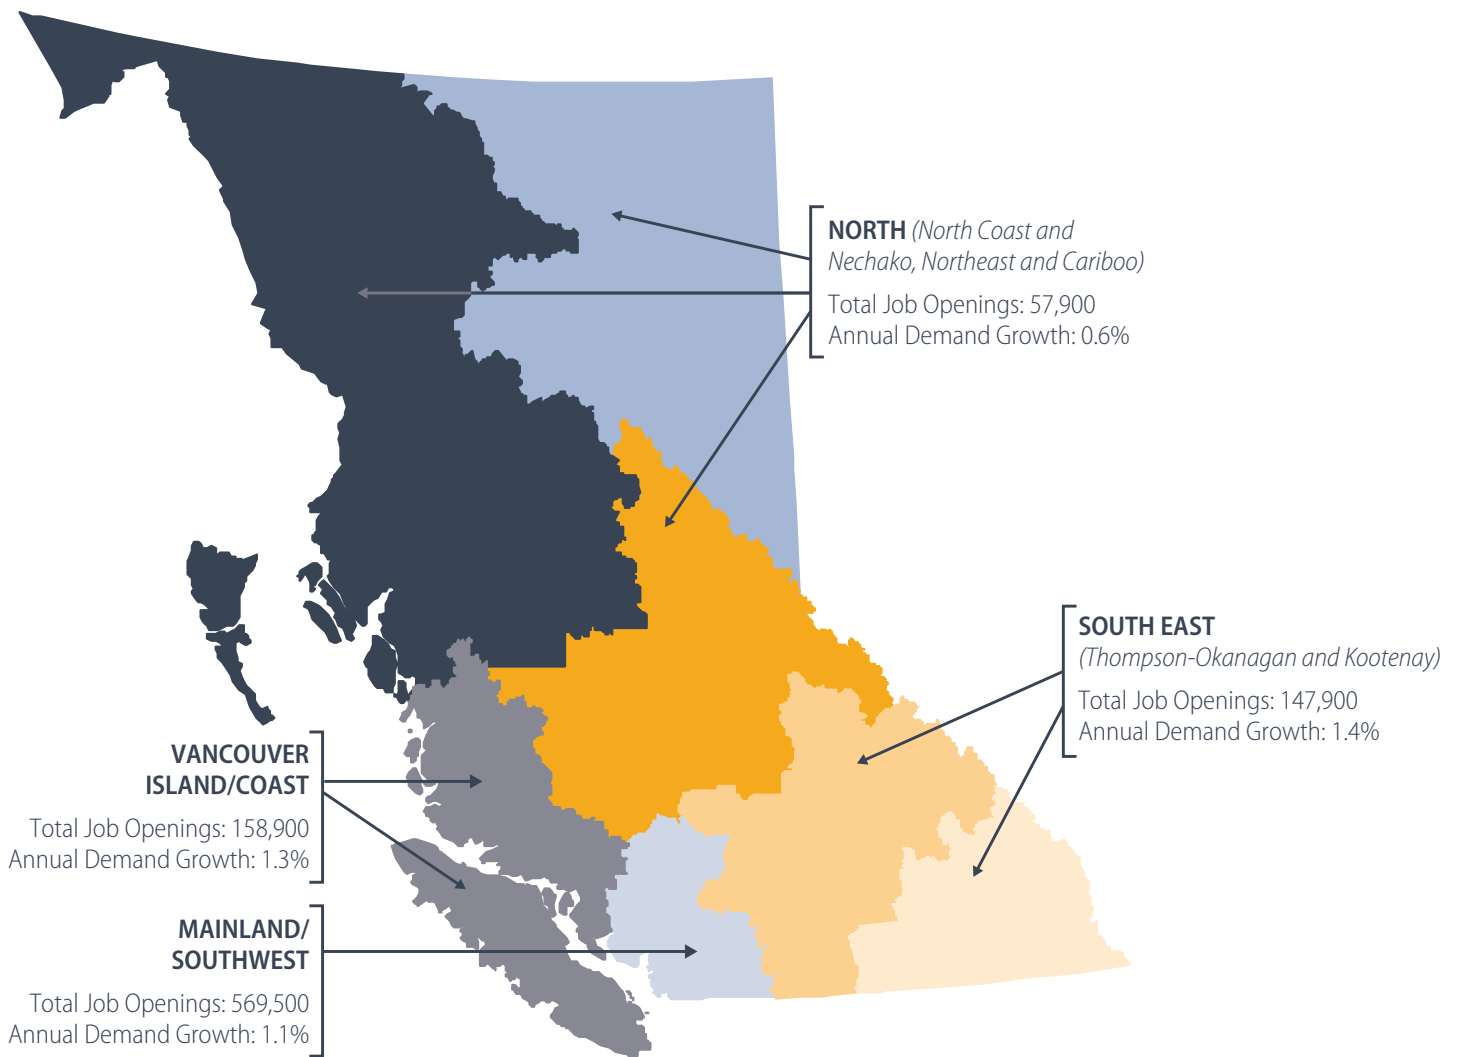 NORTH (North Coast and
Nechako, Northeast and Cariboo)
Total Job Openings: 57,900
Annual Demand Growth: 0.6%
SOUTH EAST
(Thompson-Okanagan and Kootenay)
Total Job Openings: 147,900
Annual Demand Growth: 1.4%
VANCOUVER
ISLAND/COAST
Total Job Openings: 158,900
Annual Demand Growth: 1.3%
MAINLAND/
SOUTHWEST
Total Job Openings: 569,500
Annual Demand Growth: 1.1%